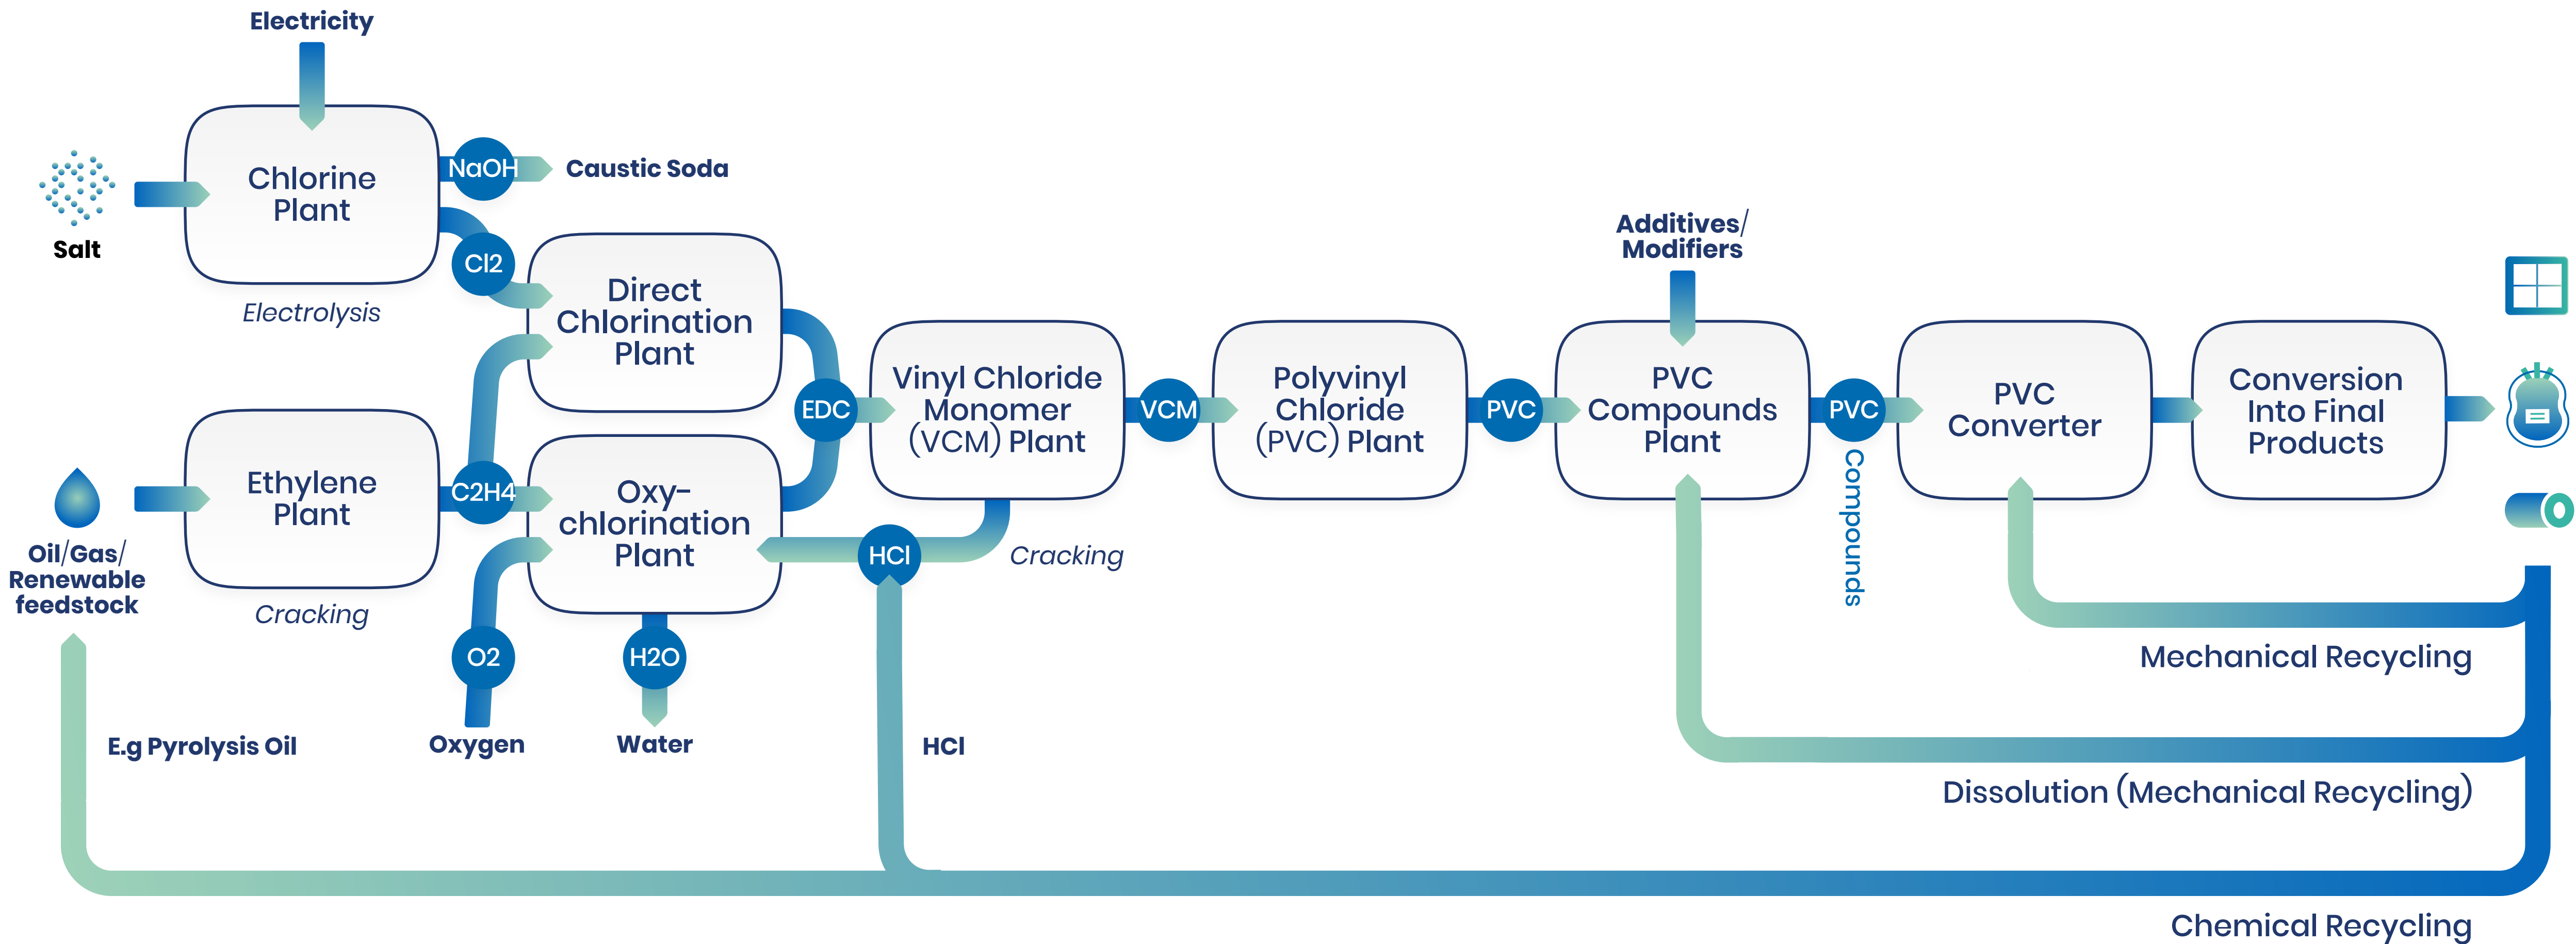 Electricity
Chlorine
Plant
Salt
Electrolysis
NaOH
Caustic Soda
Cl2
Direct
Chlorination
Plant
Oil/Gas/
Renewable
feedstock
Ethylene
Plant
Cracking
C2H4
Oxy-
chlorination
Plant
O2
Oxygen
H2O
Water
EDC
Vinyl Chloride
Monomer
(VCM) Plant
HCl
Cracking
VCM
Polyvinyl
Chloride
(PVC) Plant
PVC
Additives/
Modifiers
PVC
Compounds
Plant
PVC
Compounds
PVC
Converter
Conversion
Into Final
Products
Mechanical Recycling
E.g Pyrolysis Oil
HCl
Dissolution (Mechanical Recycling)
Chemical Recycling